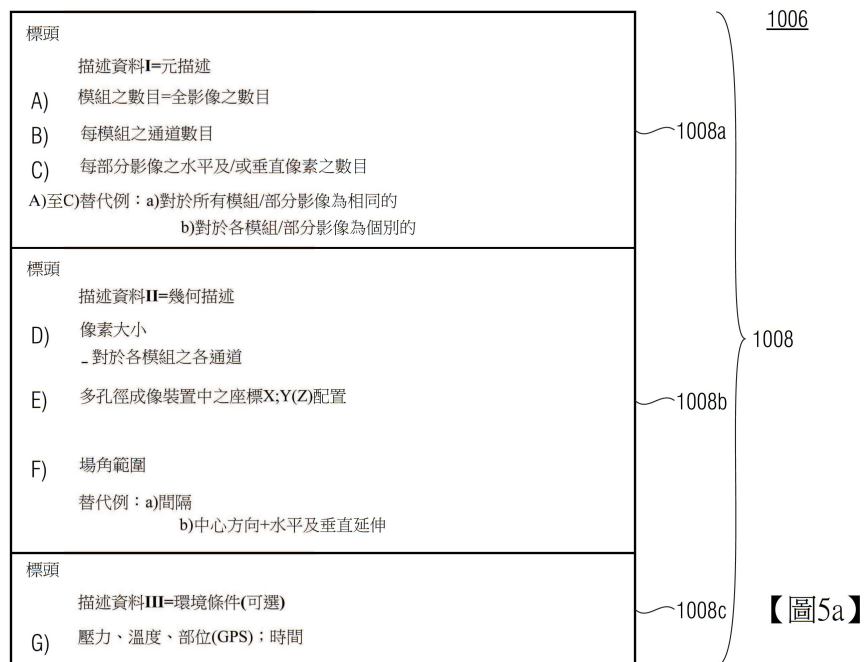 1006
標頭
描述資料I=元描述
A) 模組之數目=全影像之數目
B) 每模組之通道數目
1008a
C) 每部分影像之水平及/或垂直像素之數目
A)至C)替代例：a)對於所有模組/部分影像為相同的
b)對於各模組/部分影像為個別的
標頭
描述資料II=幾何描述
D) 像素大小
1008
- 對於各模組之各通道
E) 多孔徑成像裝置中之座標X;Y(Z)配置
1008b
F) 場角範圍
替代例：a)間隔
b)中心方向+水平及垂直延伸
標頭
描述資料III=環境條件(可選)
1008c
【圖5a】
G) 壓力、溫度、部位(GPS)；時間